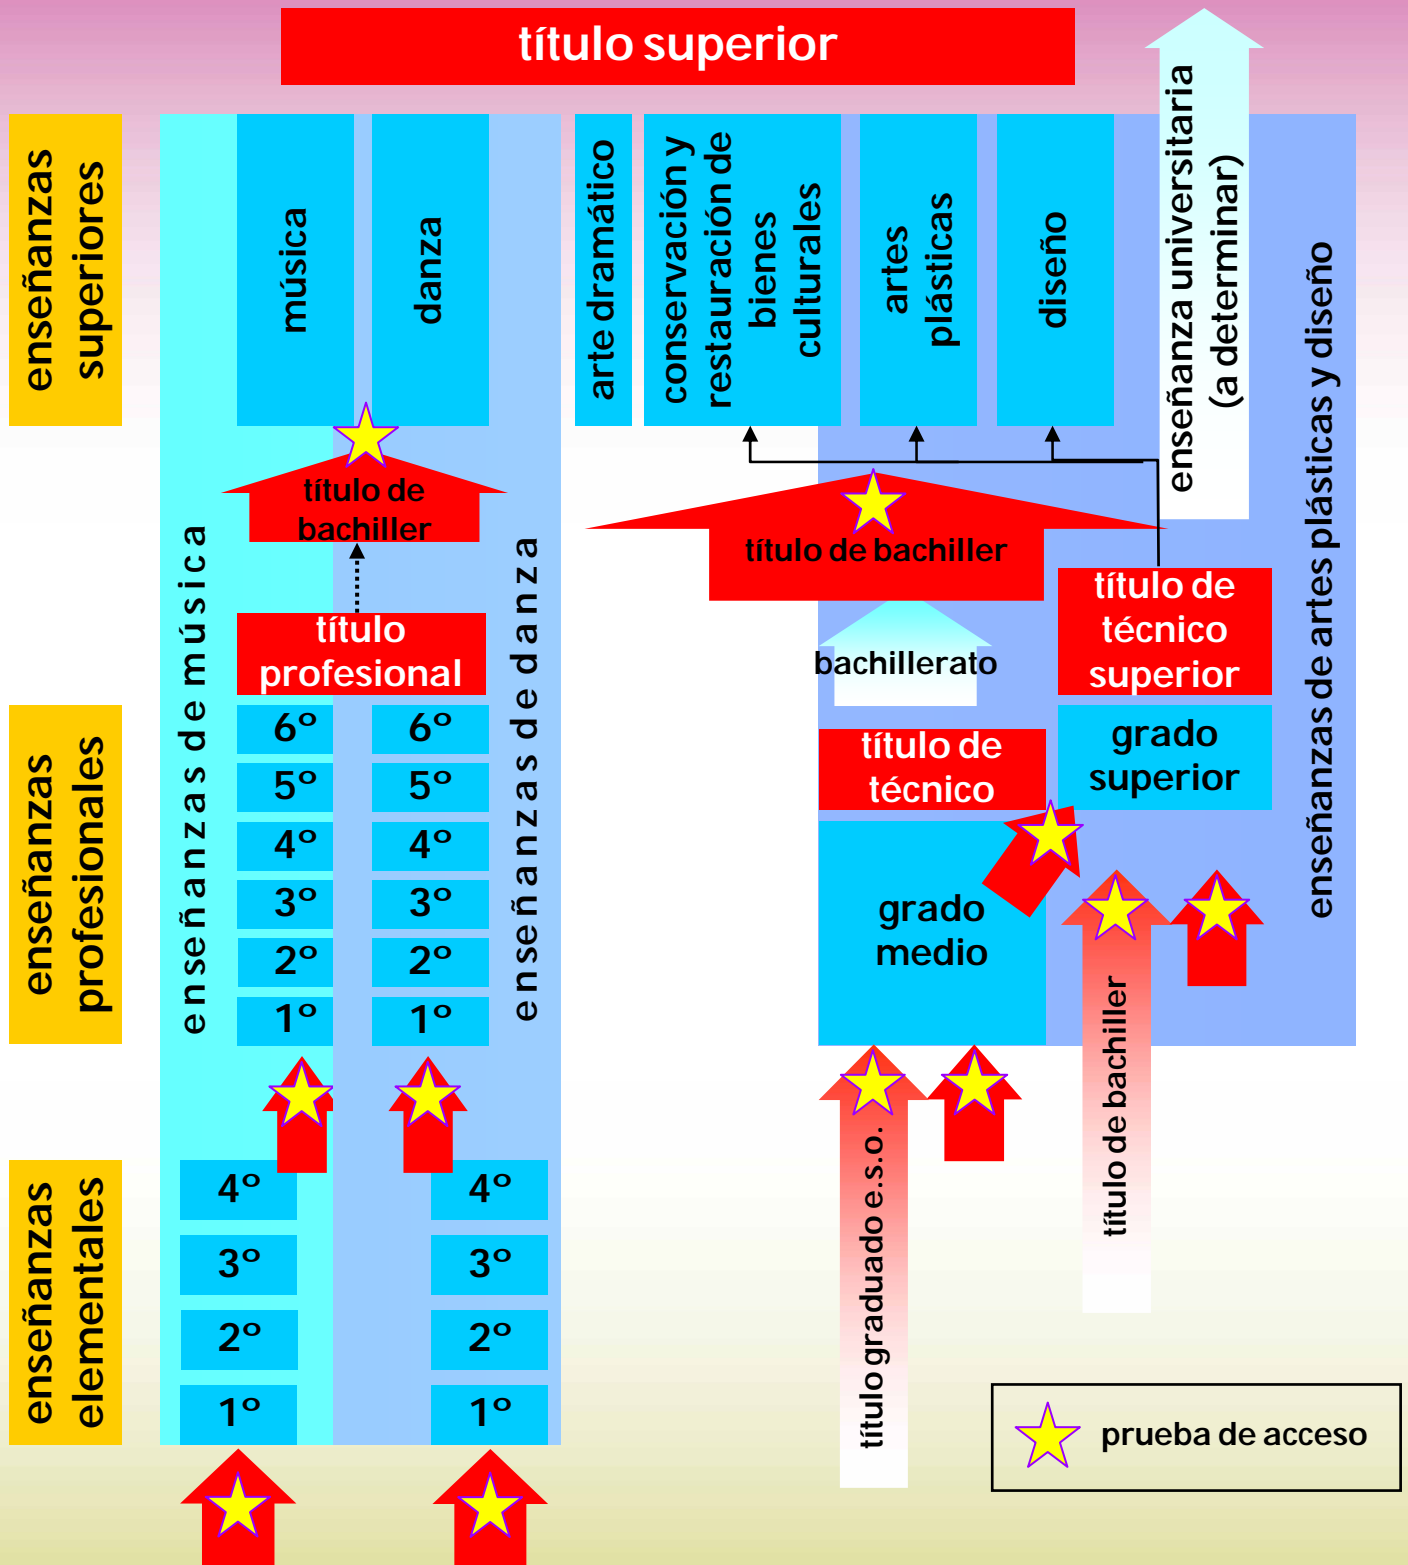 título superior
enseñanzas
superiores
música
danza
arte dramático
conservación y
restauración de
bienes
culturales
artes
plásticas
diseño
enseñanza universitaria
(a determinar)
enseñanzas de artes plásticas y diseño
título de
bachiller
título de bachiller
enseñanzas de música
enseñanzas de danza
título
profesional
bachillerato
título de
técnico
superior
enseñanzas
profesionales
6º
5º
4º
3º
2º
1º
6º
5º
4º
3º
2º
1º
título de
técnico
grado
superior
grado
medio
título de bachiller
título graduado e.s.o.
enseñanzas
elementales
4º
3º
2º
1º
4º
3º
2º
1º
prueba de acceso